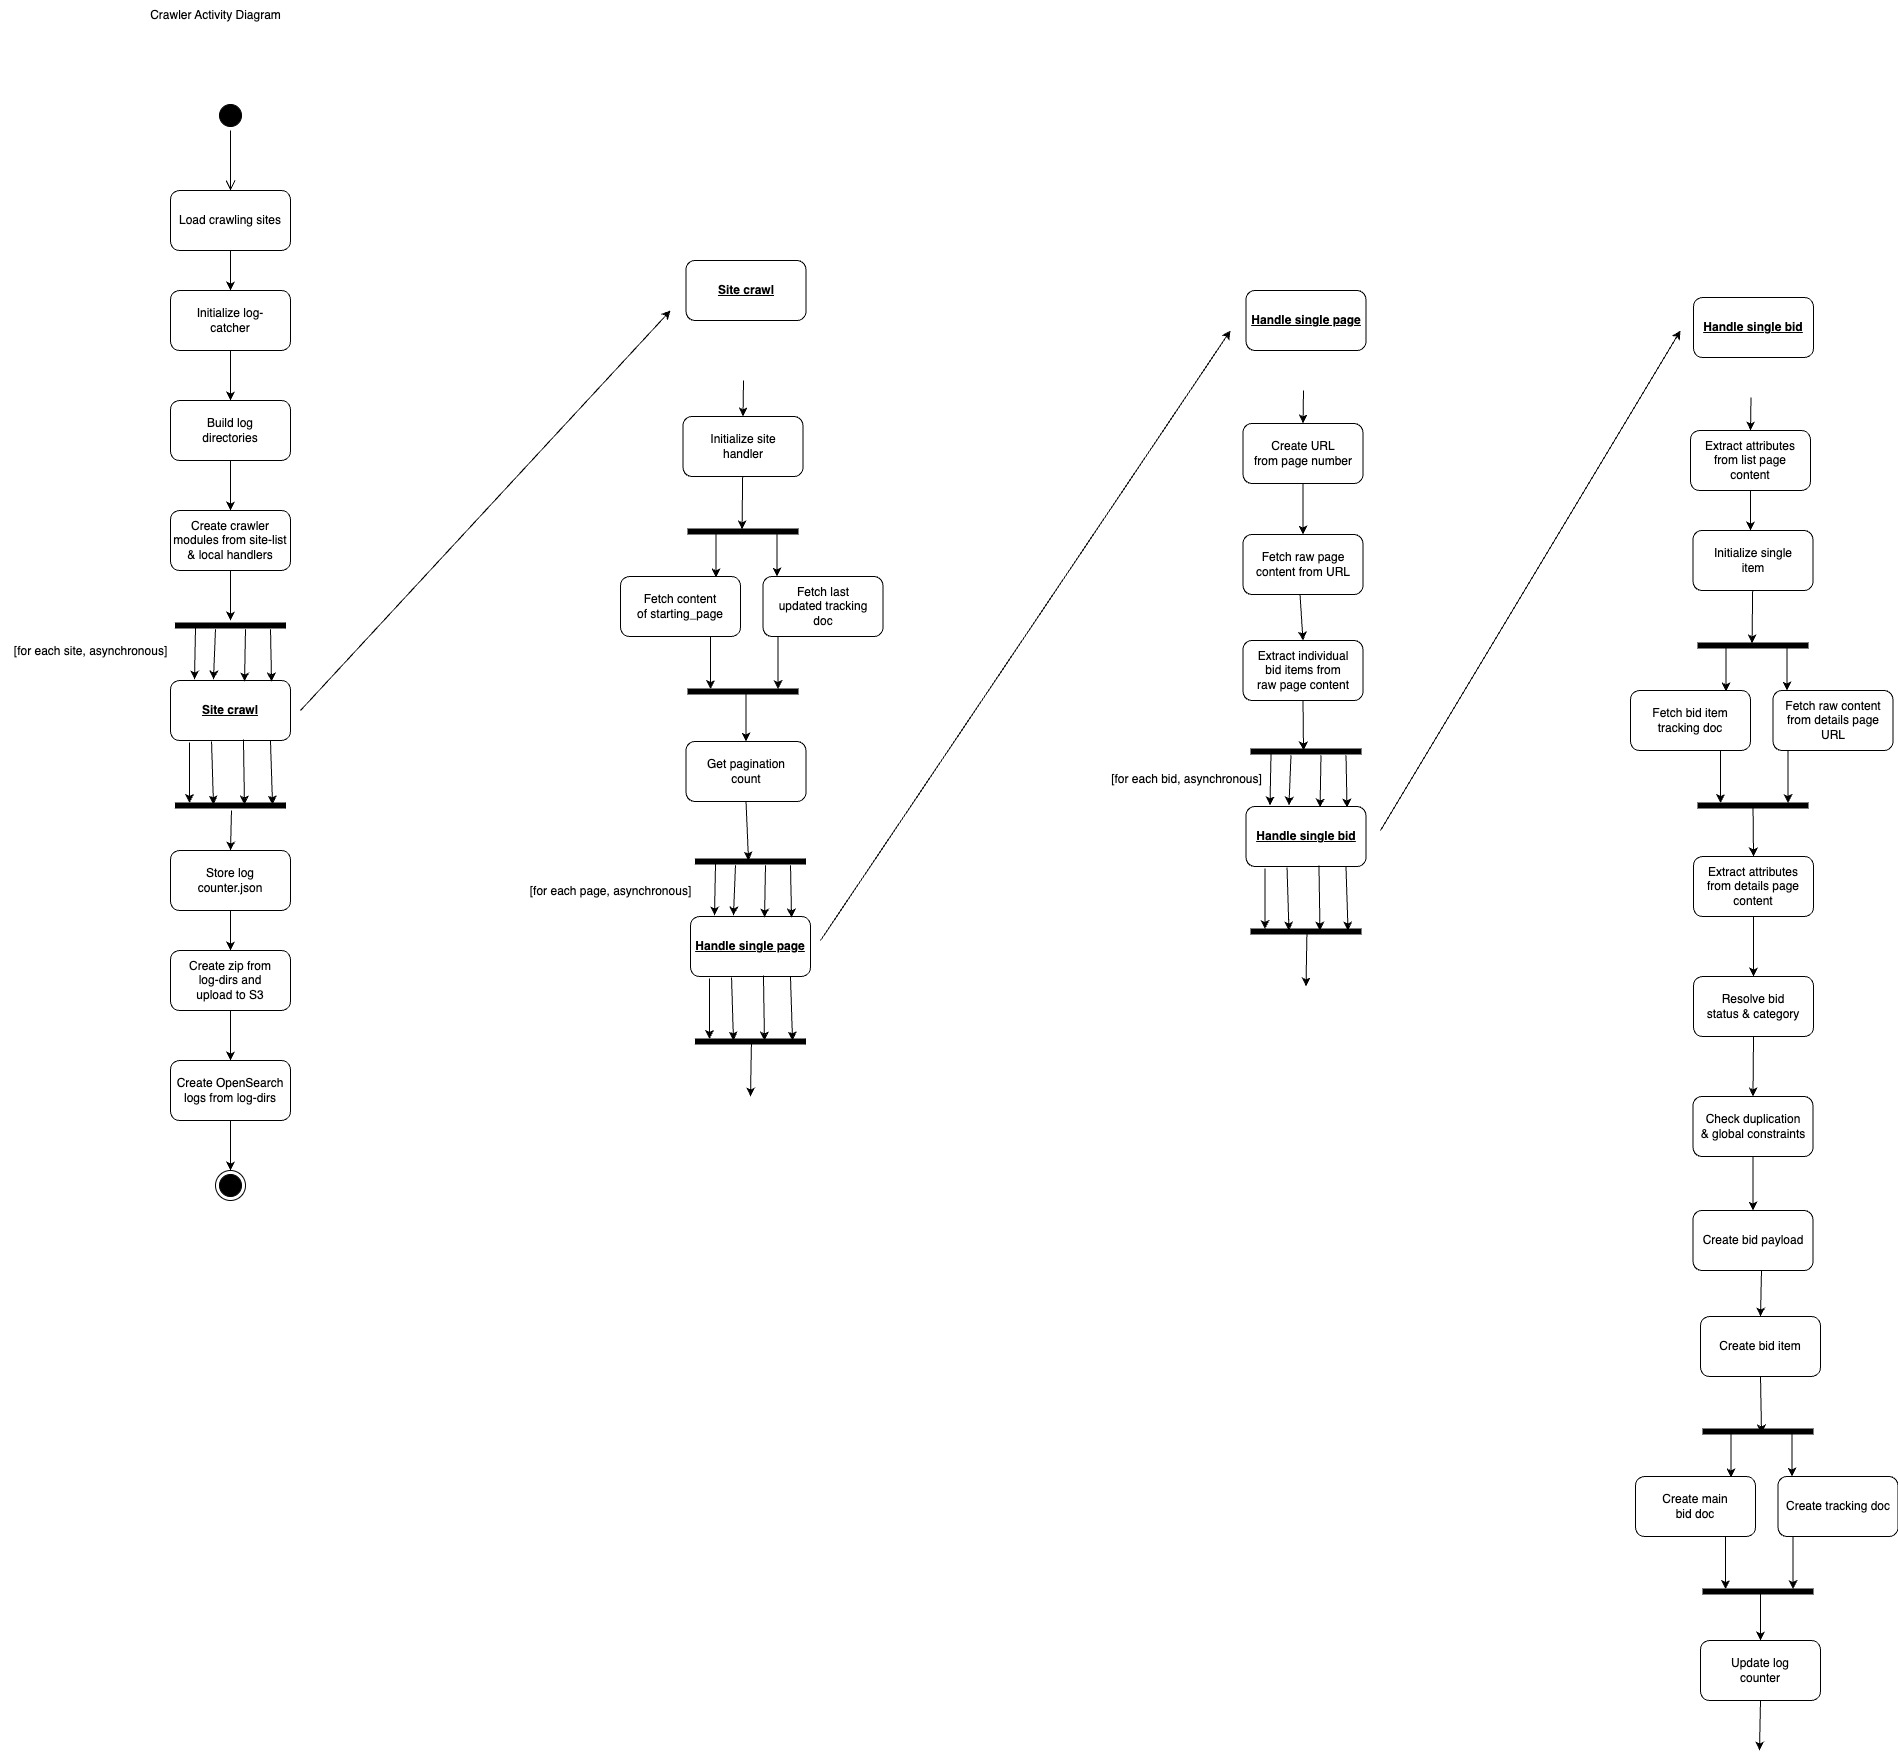 Crawler Activity Diagram
Load crawling sites
Initialize log-
catcher
Build log
directories
Create crawler
modules from site-list
& local handlers
[for each site, asynchronous]
Site crawl
Store log
counter.json
Create zip from
log-dirs and
upload to S3
Create OpenSearch
logs from log-dirs
Site crawl
Initialize site
handler
Fetch content
of starting_page
Fetch last
updated tracking
doc
Get pagination
count
[for each page, asynchronous]
Handle single page
Handle single page
Create URL
from page number
Fetch raw page
content from URL
Extract individual
bid items from
raw page content
[for each bid, asynchronous]
Handle single bid
Handle single bid
Extract attributes
from list page
content
Initialize single
item
Fetch bid item
tracking doc
Fetch raw content
from details page
URL
Extract attributes
from details page
content
Resolve bid
status & category
Check duplication
& global constraints
Create bid payload
Create bid item
Create main
bid doc
Create tracking doc
Update log
counter